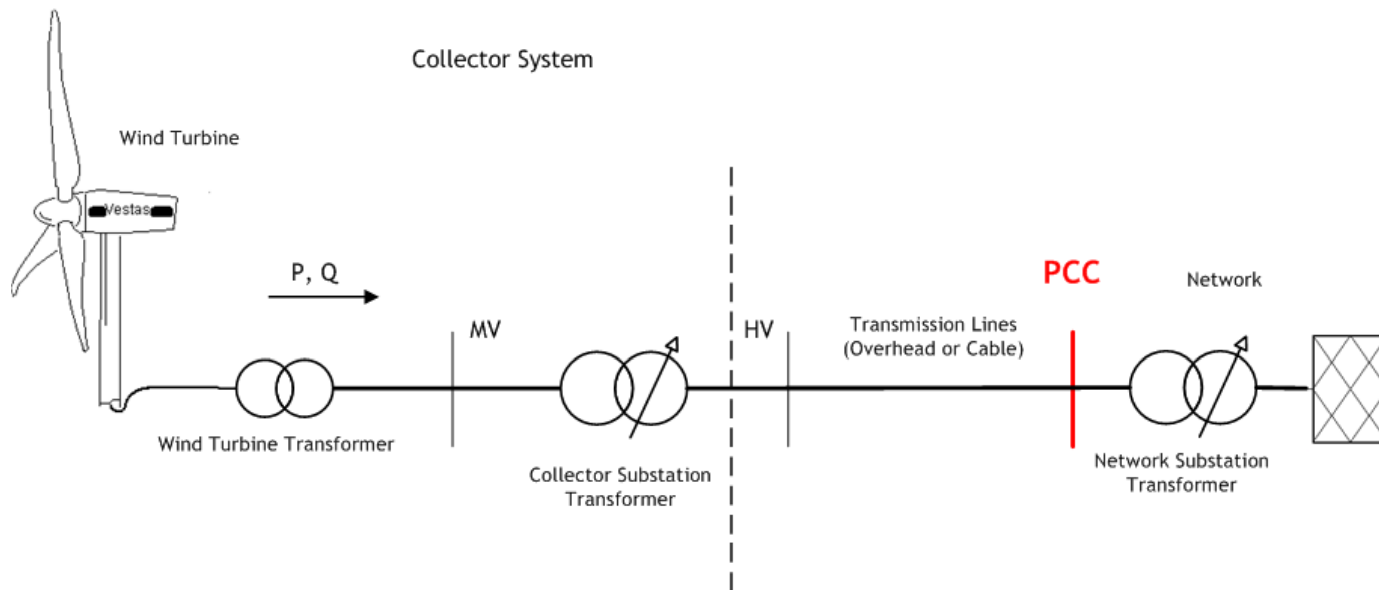 Collector System
Wind Turbine
Vestas
P, Q
PCC
Network
MV
HV
Transmission Lines
(Overhead or Cable)
Wind Turbine Transformer
Collector Substation
Transformer
Network Substation
Transformer